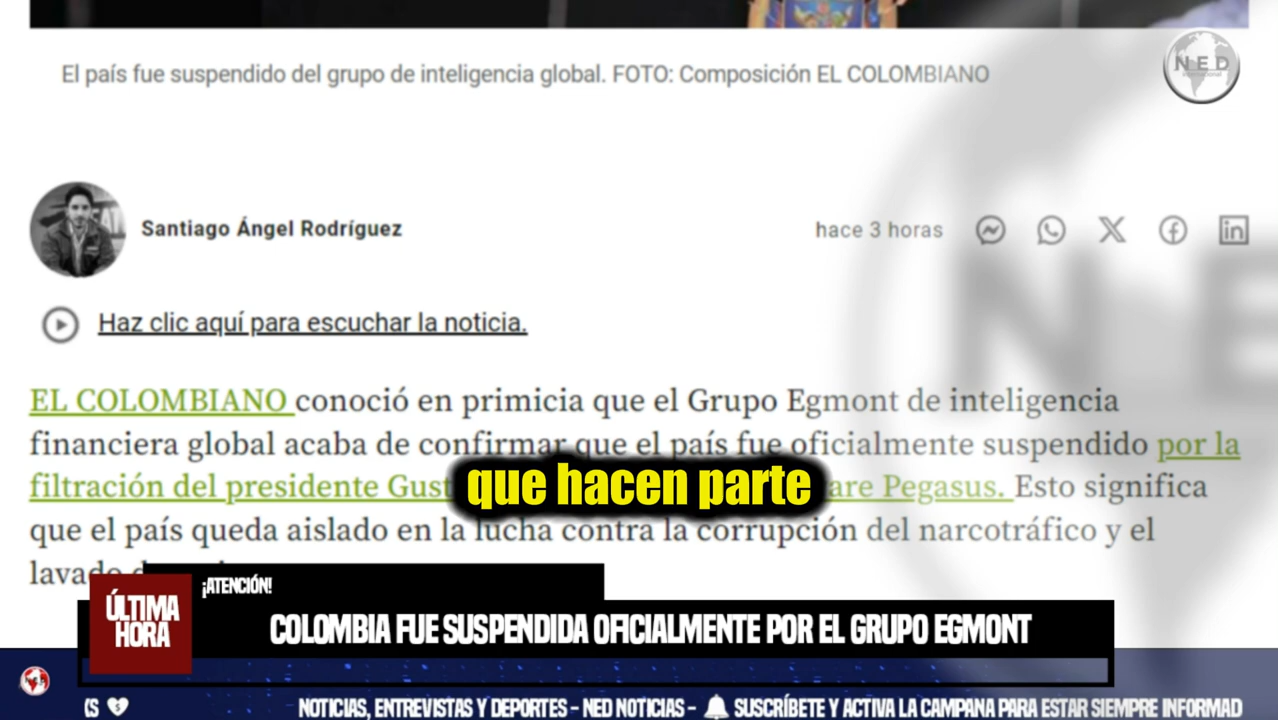 El país fue suspendido del grupo de inteligencia global. FOTO: Composición EL COLOMBIANO
NED
Santiago Ángel Rodríguez
hace 3 horas
Haz clic aquí para escuchar la noticia.
EL COLOMBIANO conoció en primicia que el Grupo Egmont de inteligencia
financiera global acaba de confirmar que el país fue oficialmente suspendido por la
filtración del presidente Pegasus. Esto significa
que hacen parte
que el país queda aislado en la lucha contra la corrupción del narcotráfico y el
¡ATENCIÓN!
ÚLTIMA
HORA
COLOMBIA FUE SUSPENDIDA OFICIALMENTE POR EL GRUPO EGMONT
NOTICIAS, ENTREVISTAS Y DEPORTES - NED NOTICIAS - SUSCRÍBETE Y ACTIVA LA CAMPANA PARA ESTAR SIEMPRE INFORMAD